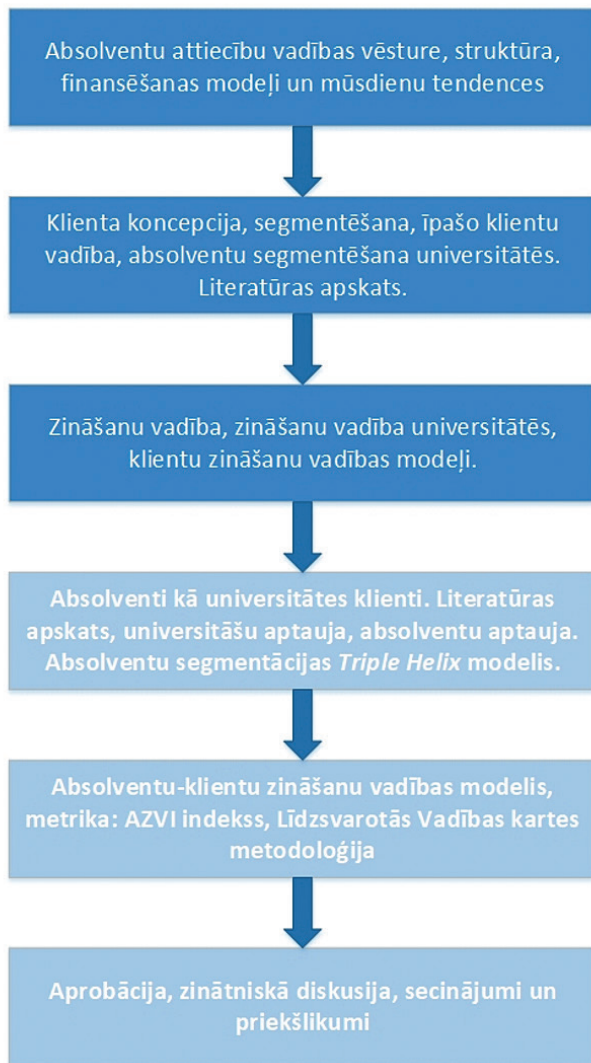 Absolventu attiecību vadības vēsture, struktūra,
finansēšanas modeļi un mūsdienu tendences
Klienta koncepcija, segmentēšana, īpašo klientu
vadība, absolventu segmentēšana universitātēs.
Literatūras apskats.
Zināšanu vadība, zināšanu vadība universitātēs,
klientu zināšanu vadības modeļi.
Absolventi kā universitātes klienti. Literatūras
apskats, universitāšu aptauja, absolventu aptauja.
Absolventu segmentācijas Triple Helix modelis.
Absolventu-klientu zināšanu vadības modelis,
metrika: AZVI indekss, Līdzsvarotās Vadības kartes
metodoloģija
Aprobācija, zinātniskā diskusija, secinājumi un
priekšlikumi